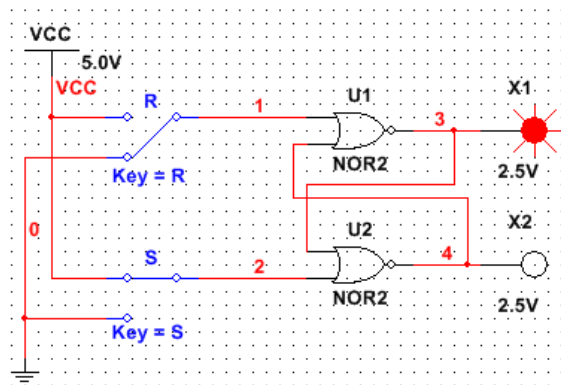 VCC
5.0V
VCC
R
1
U1
3
X1
NOR2
Key = R
2.5V
0
S
2
U2
4
X2
NOR2
Key = S
2.5V